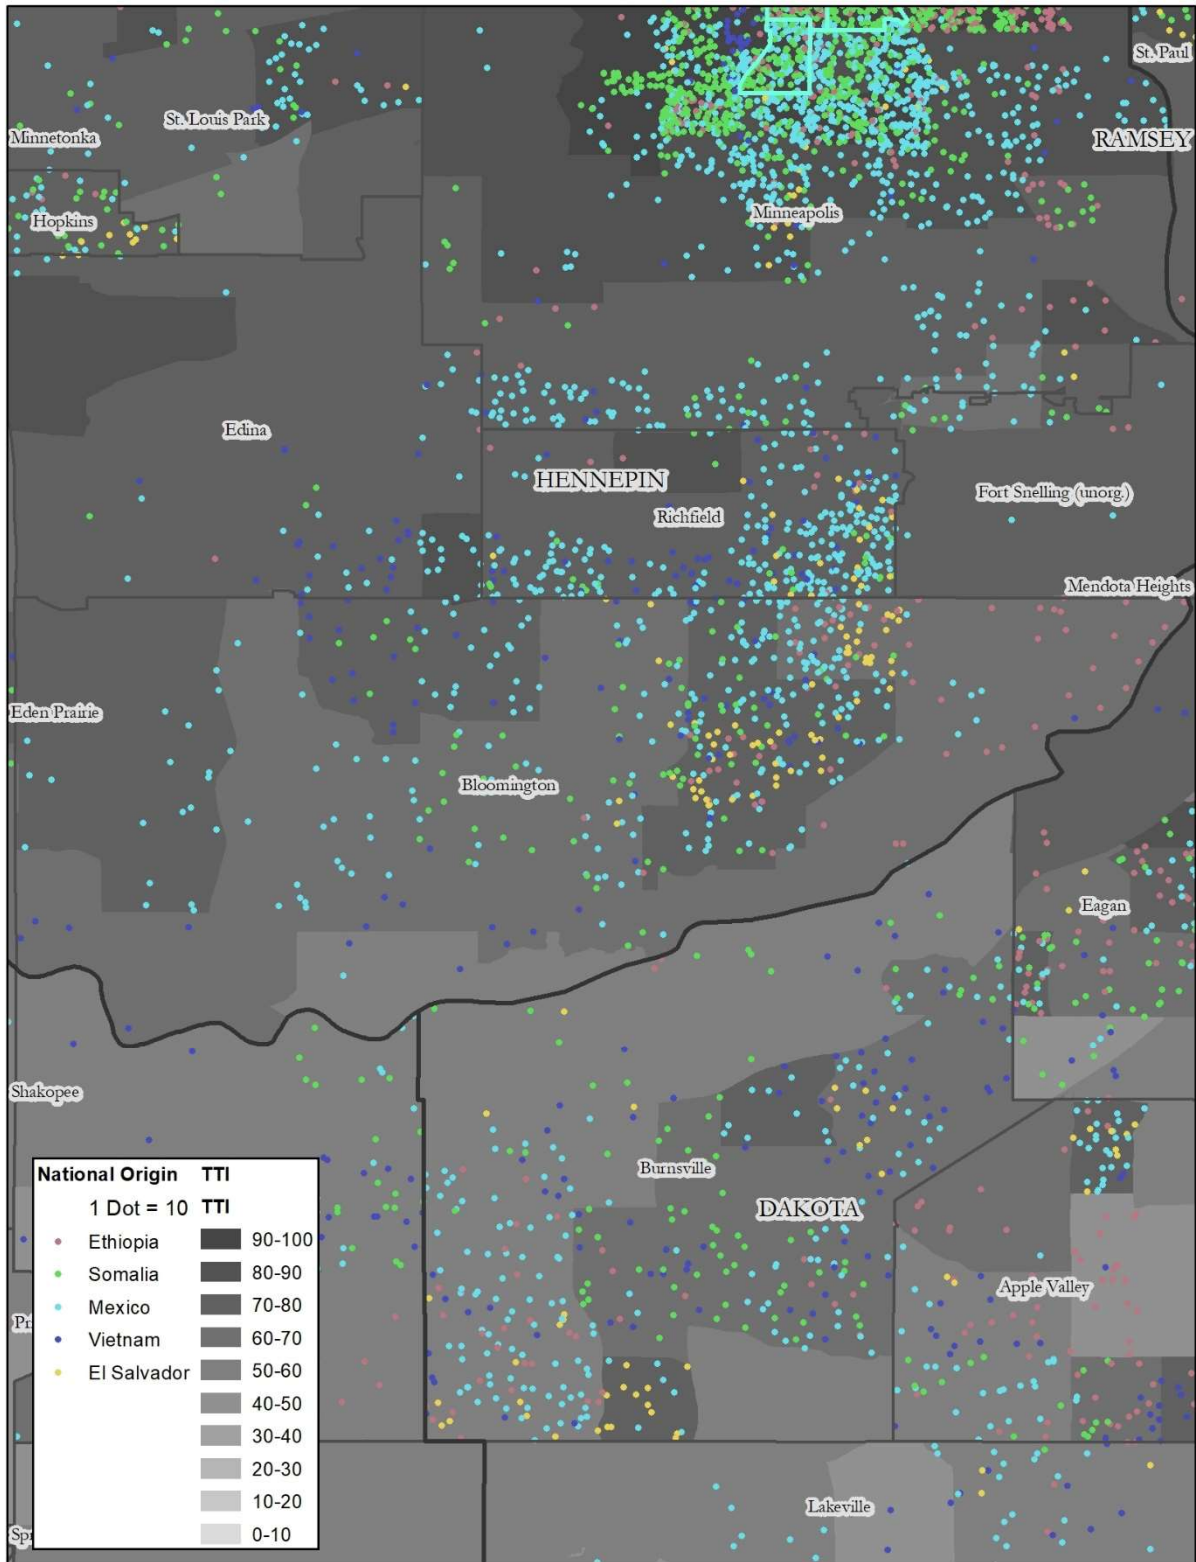 St. Paul
St. Louis Park
Minnetonka
RAMSEY
Hopkins
Minneapolis
Edina
HENNEPIN
Fort Snelling (unorg.)
Richfield
Mendota Heights
Eden Prairie
Bloomington
Eagan
Shakopee
Burnsville
DAKOTA
Apple Valley
Lakeville
Pr
Spr
National Origin TTI
1 Dot = 10 TTI
Ethiopia 90-100
Somalia 80-90
Mexico 70-80
Vietnam 60-70
El Salvador 50-60
40-50
30-40
20-30
10-20
0-10